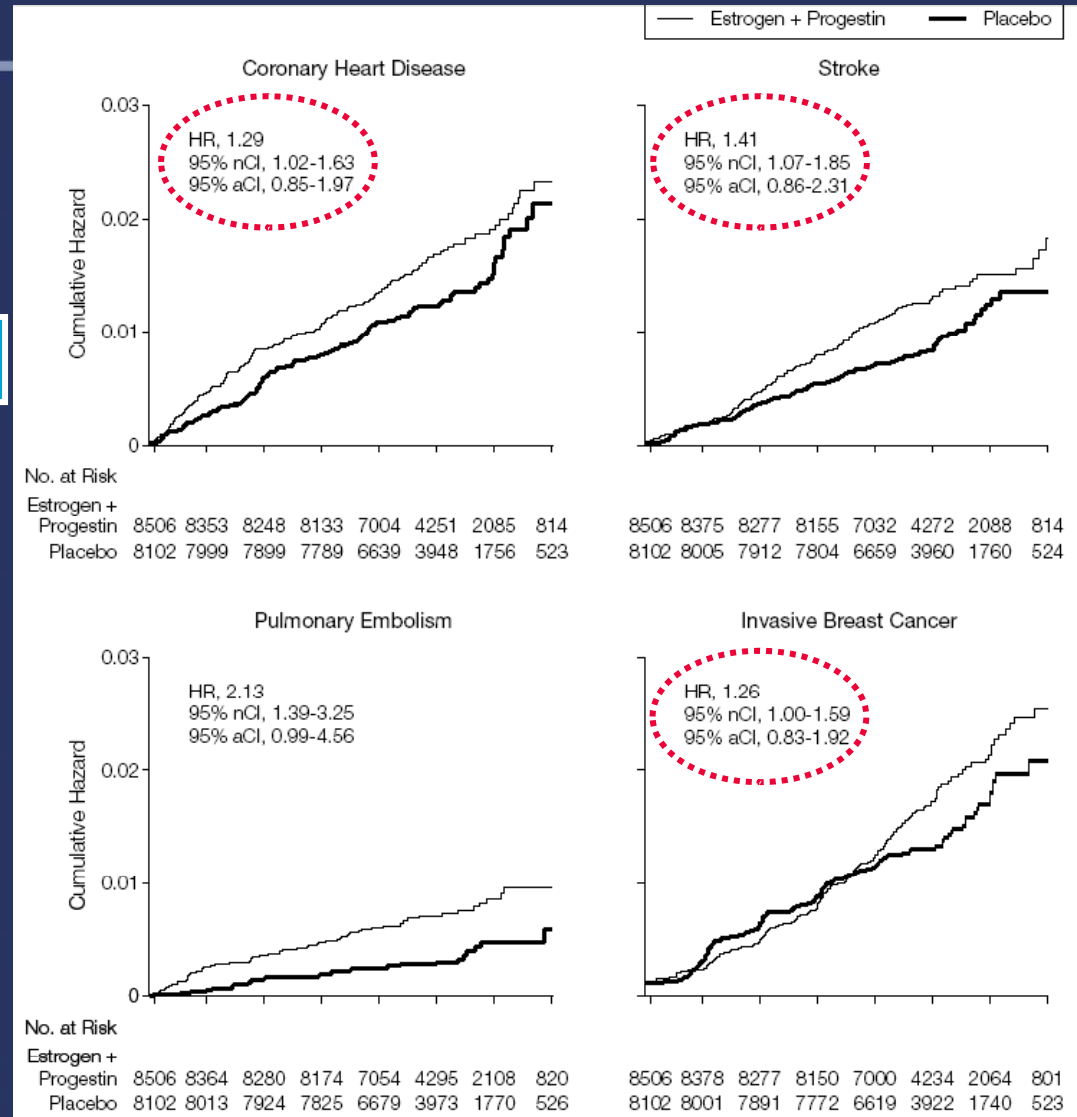 Estrogen + Progestin Placebo
Coronary Heart Disease
0.03
HR, 1.29
95% nCI, 1.02-1.63
95% aCI, 0.85-1.97
0.02
Cumulative Hazard
0.01
0
No. at Risk
Estrogen +
Progestin 8506 8353 8248 8133 7004 4251 2085 814
Placebo 8102 7999 7899 7789 6639 3948 1756 523
Stroke
HR, 1.41
95% nCI, 1.07-1.85
95% aCI, 0.86-2.31
8506 8375 8277 8155 7032 4272 2088 814
8102 8005 7912 7804 6659 3960 1760 524
Pulmonary Embolism
0.03
HR, 2.13
95% nCI, 1.39-3.25
95% aCI, 0.99-4.56
0.02
Cumulative Hazard
0.01
0
No. at Risk
Estrogen +
Progestin 8506 8364 8280 8174 7054 4295 2108 820
Placebo 8102 8013 7924 7825 6679 3973 1770 526
Invasive Breast Cancer
HR, 1.26
95% nCI, 1.00-1.59
95% aCI, 0.83-1.92
8506 8378 8277 8150 7000 4234 2064 801
8102 8001 7891 7772 6619 3922 1740 523